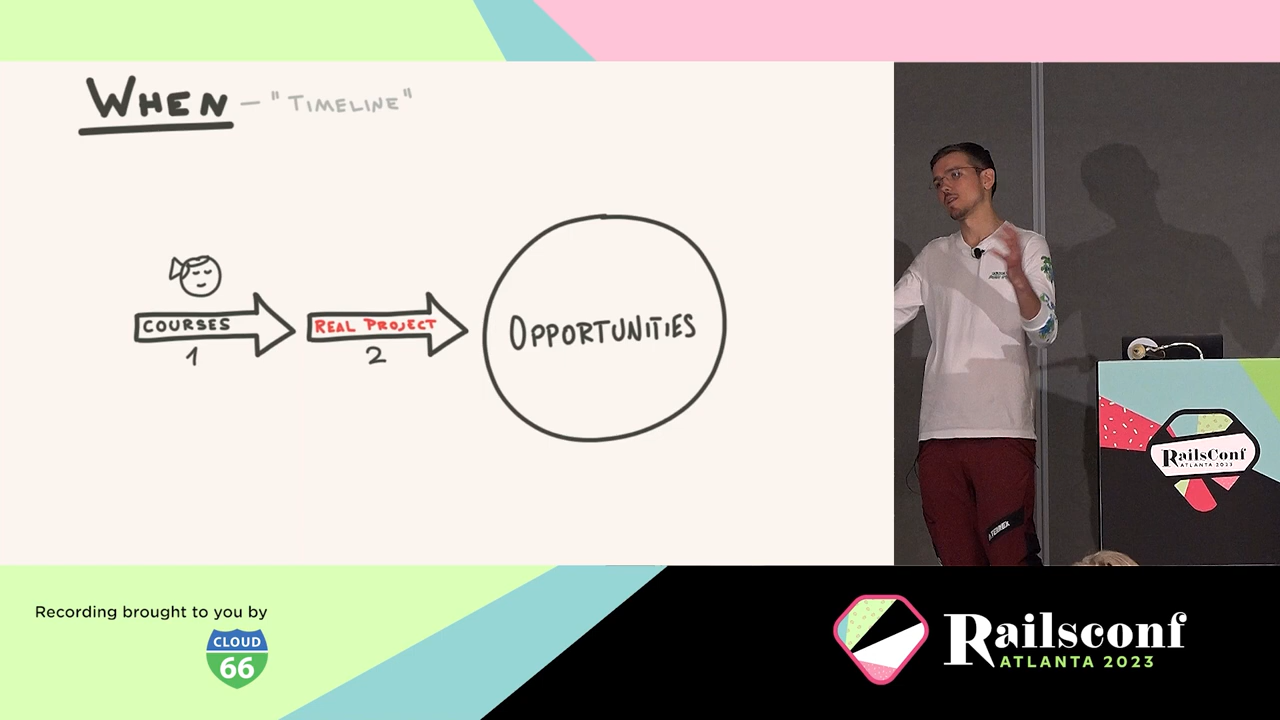 WHEN — "TIMELINE"
COURSES
1
REAL PROJECT
2
OPPORTUNITIES
TERREX
RAILSCONF
ATLANTA 2023
Recording brought to you by
CLOUD
66
Railsconf
ATLANTA 2023